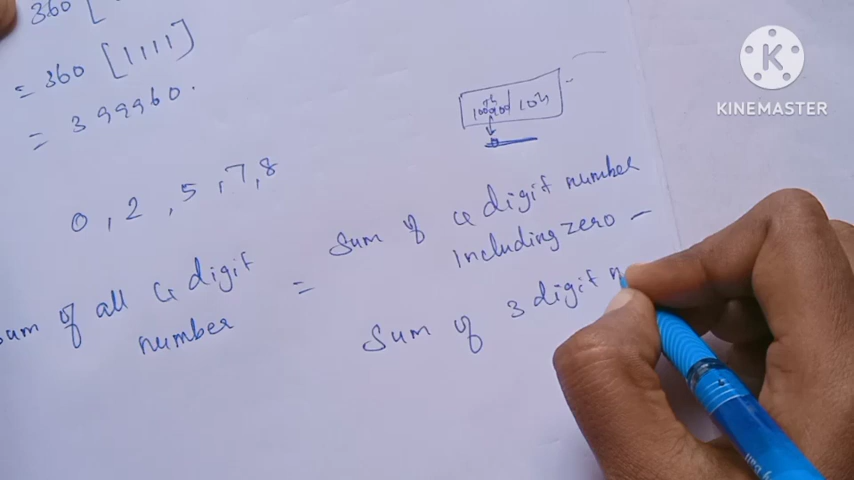 360 [
= 360 [1111]
= 399960.
0, 2, 5, 7, 8
Sum of all 4 digit
number
=
Sum of 4 digit number
including zero -
Sum of 3 digit n
K
KINEMASTER